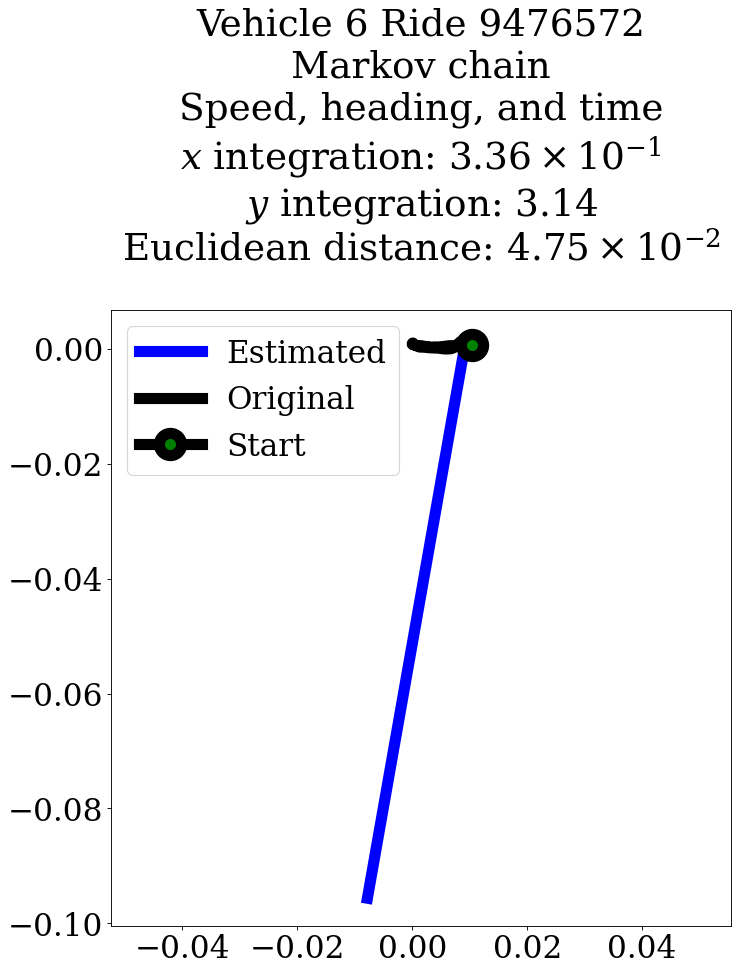 Vehicle 6 Ride 9476572
Markov chain
Speed, heading, and time
x integration: 3.36 × 10⁻¹
y integration: 3.14
Euclidean distance: 4.75 × 10⁻²
Estimated
Original
Start
0.00
−0.02
−0.04
−0.06
−0.08
−0.10
−0.04 −0.02 0.00 0.02 0.04